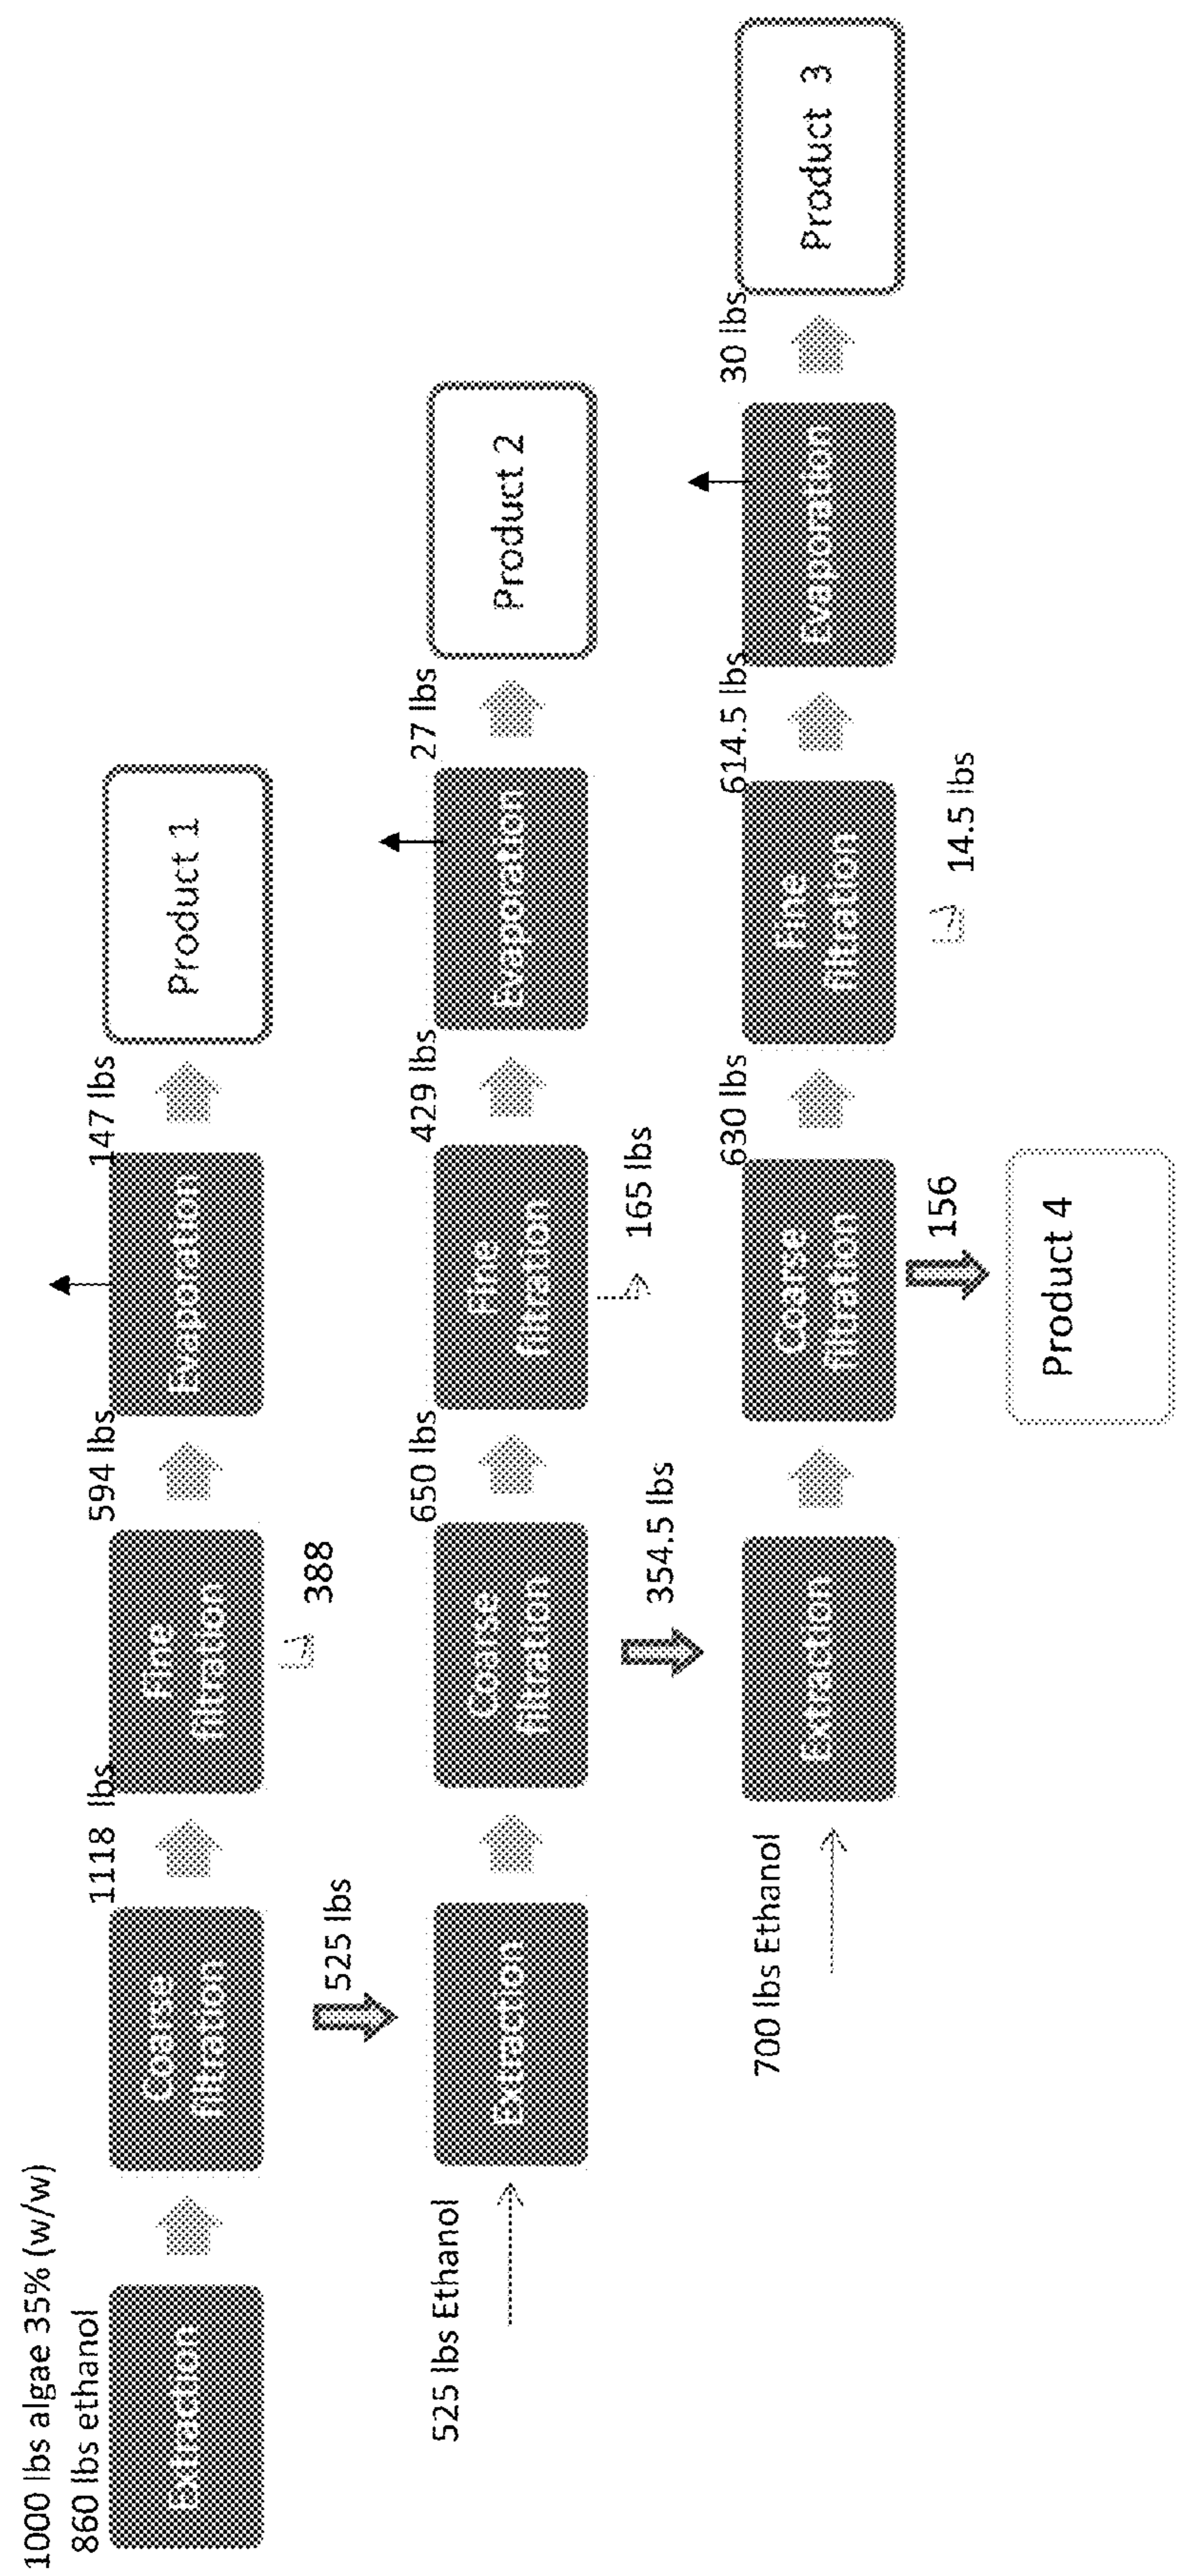 1000 lbs algae 35% (w/w)
860 lbs ethanol
Extraction
Coarse
filtration
1118 lbs
Fine
filtration
594 lbs
Evaporation
147 lbs
Product 1
525 lbs
388
525 lbs Ethanol
Extraction
Coarse
filtration
650 lbs
Fine
filtration
429 lbs
Evaporation
27 lbs
Product 2
354.5 lbs
165 lbs
700 lbs Ethanol
Extraction
Coarse
filtration
630 lbs
Fine
filtration
614.5 lbs
Evaporation
30 lbs
Product 3
156
14.5 lbs
Product 4